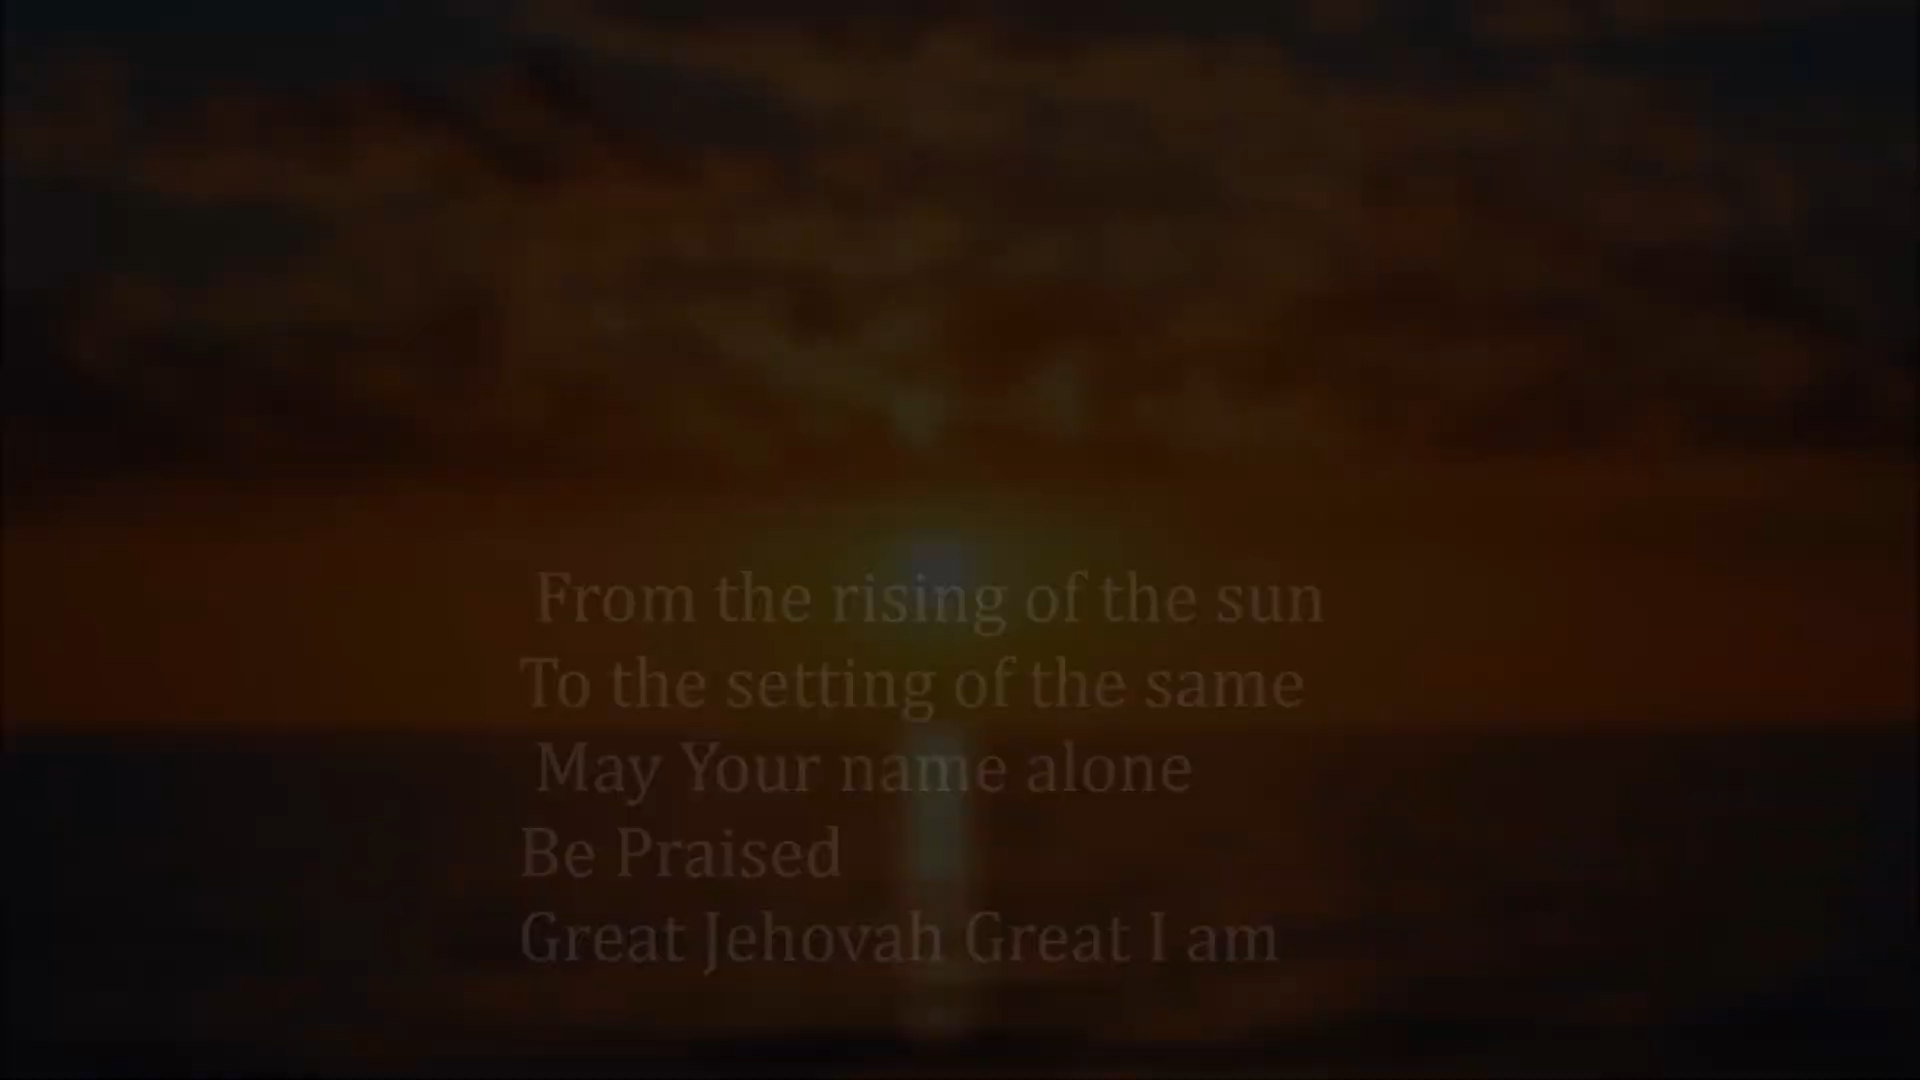 From the rising of the sun
To the setting of the same
May Your name alone
Be Praised
Great Jehovah Great I am